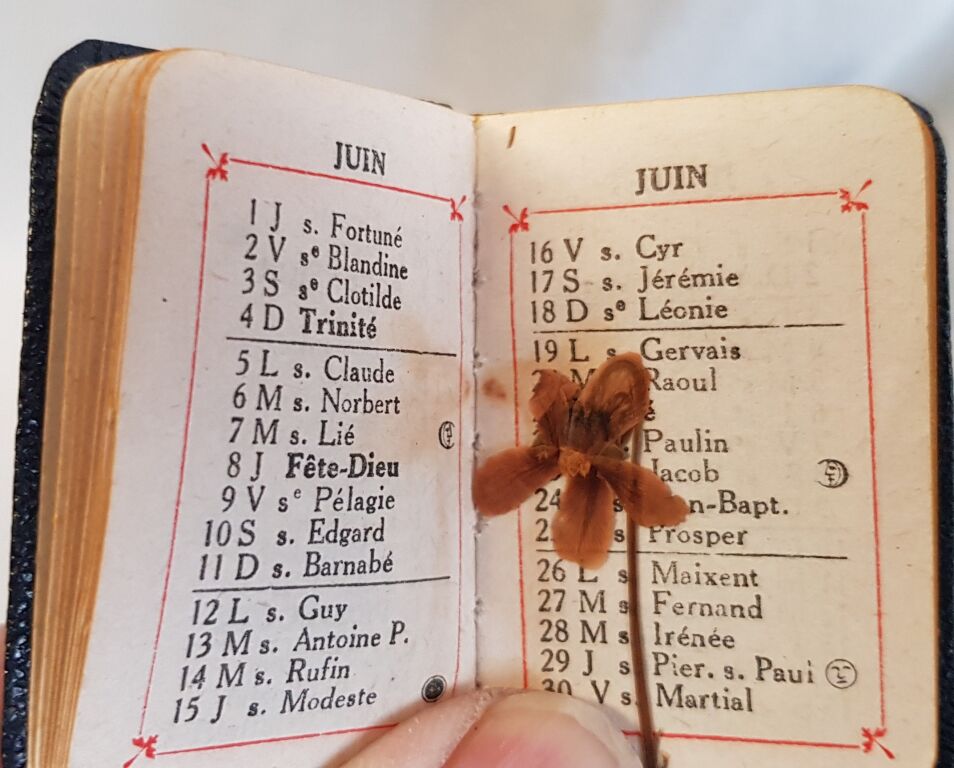 JUIN
1 J s. Fortuné
2 V sᵉ Blandine
3 S sᵉ Clotilde
4 D Trinité
5 L s. Claude
6 M s. Norbert
7 M s. Lié
8 J Fête-Dieu
9 V sᵉ Pélagie
10 S s. Edgard
11 D s. Barnabé
12 L s. Guy
13 M s. Antoine P.
14 M s. Rufin
15 J s. Modeste
JUIN
16 V s. Cyr
17 S s. Jérémie
18 D sᵉ Léonie
19 L s. Gervais
M Raoul
Paulin
Jacob
24 s n-Bapt.
s. Prosper
26 L s Maixent
27 M s Fernand
28 M s Irénée
29 J s Pier. s. Paul
30 V s. Martial